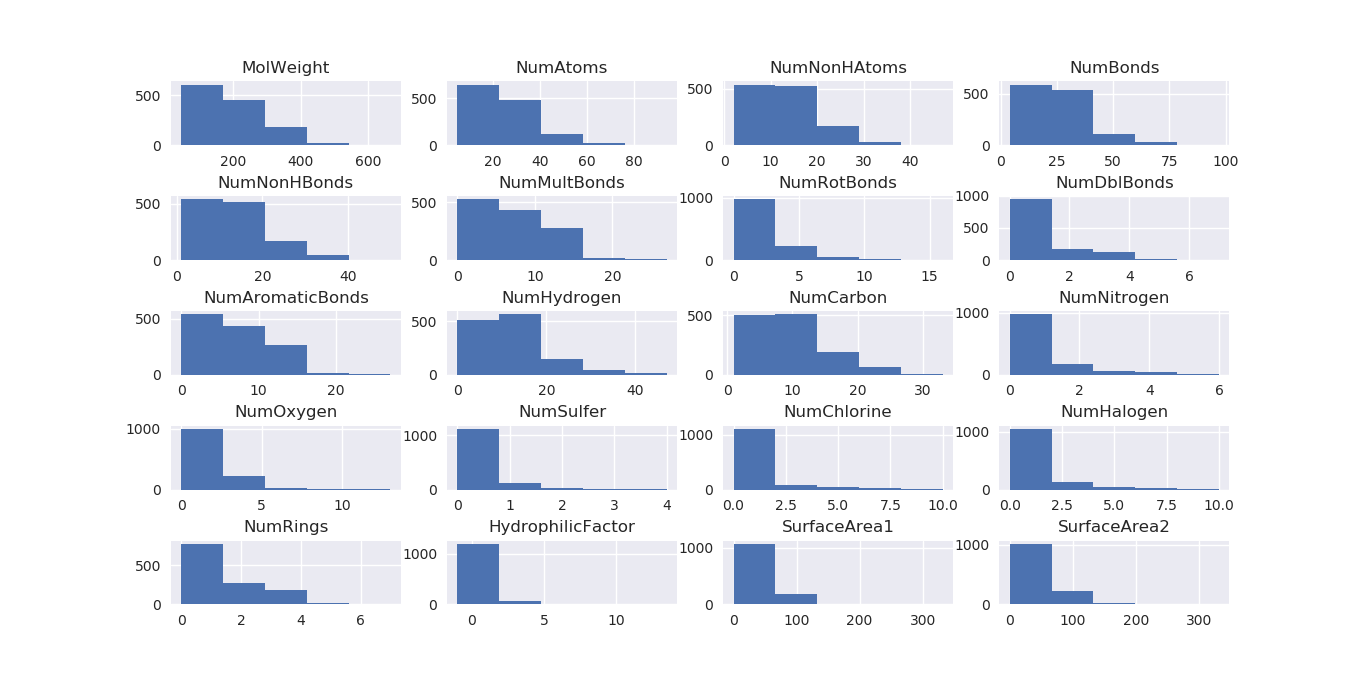 MolWeight NumAtoms NumNonHAtoms NumBonds
500 500 500 500
0 0 0 0
200 400 600 20 40 60 80 0 10 20 30 40 0 25 50 75 100
NumNonHBonds NumMultBonds NumRotBonds NumDblBonds
500 500 1000 1000
500
0 0 0 0
0 20 40 0 10 20 0 5 10 15 0 2 4 6
NumAromaticBonds NumHydrogen NumCarbon NumNitrogen
500 500 500 1000
0 0 0 0
0 10 20 0 20 40 0 10 20 30 0 2 4 6
NumOxygen NumSulfer NumChlorine NumHalogen
1000 1000 1000 1000
0 0 0 0
0 5 10 0 1 2 3 4 0.0 2.5 5.0 7.5 10.0 0.0 2.5 5.0 7.5 10.0
NumRings HydrophilicFactor SurfaceArea1 SurfaceArea2
500 1000 1000 1000
0 0 0 0
0 2 4 6 0 5 10 0 100 200 300 0 100 200 300